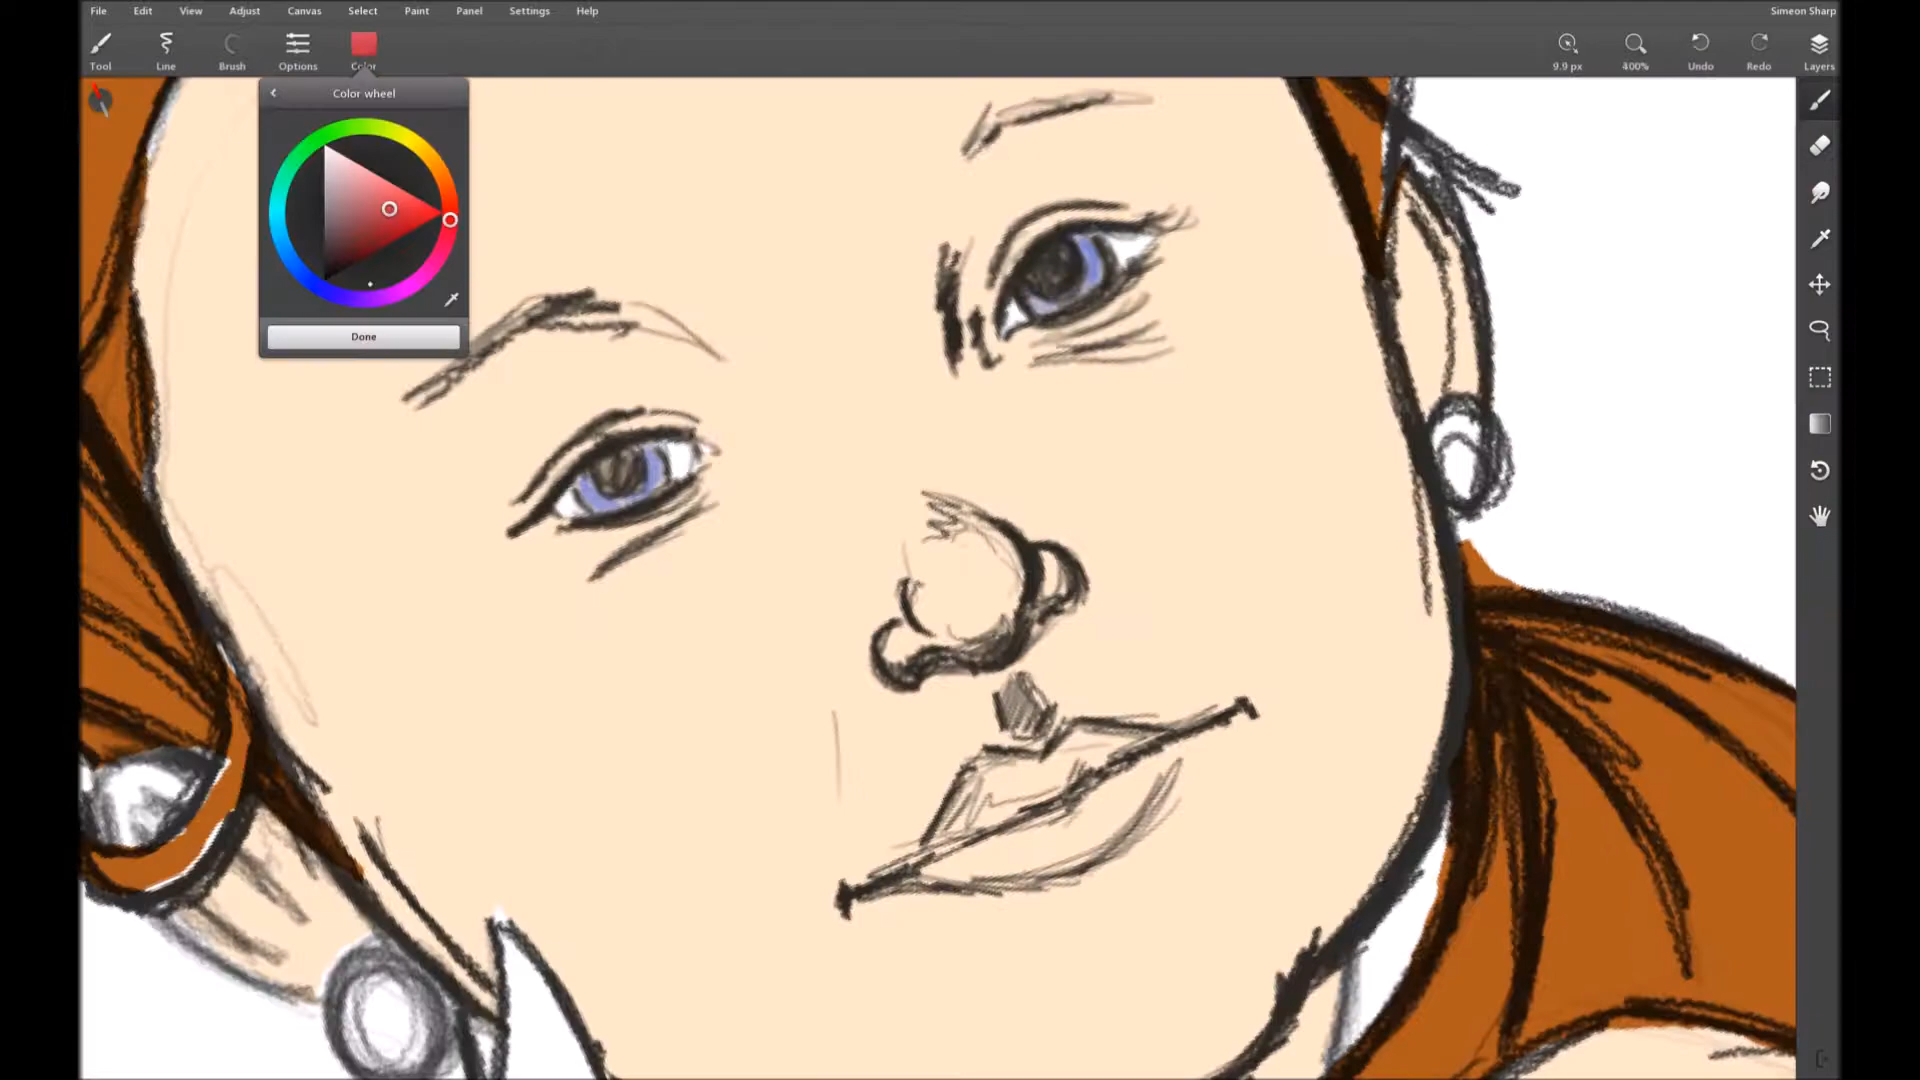 File Edit View Adjust Canvas Select Paint Panel Settings Help Simeon Sharp
Tool Line Brush Options Color 9.9 px 400% Undo Redo Layers
Color wheel
Done